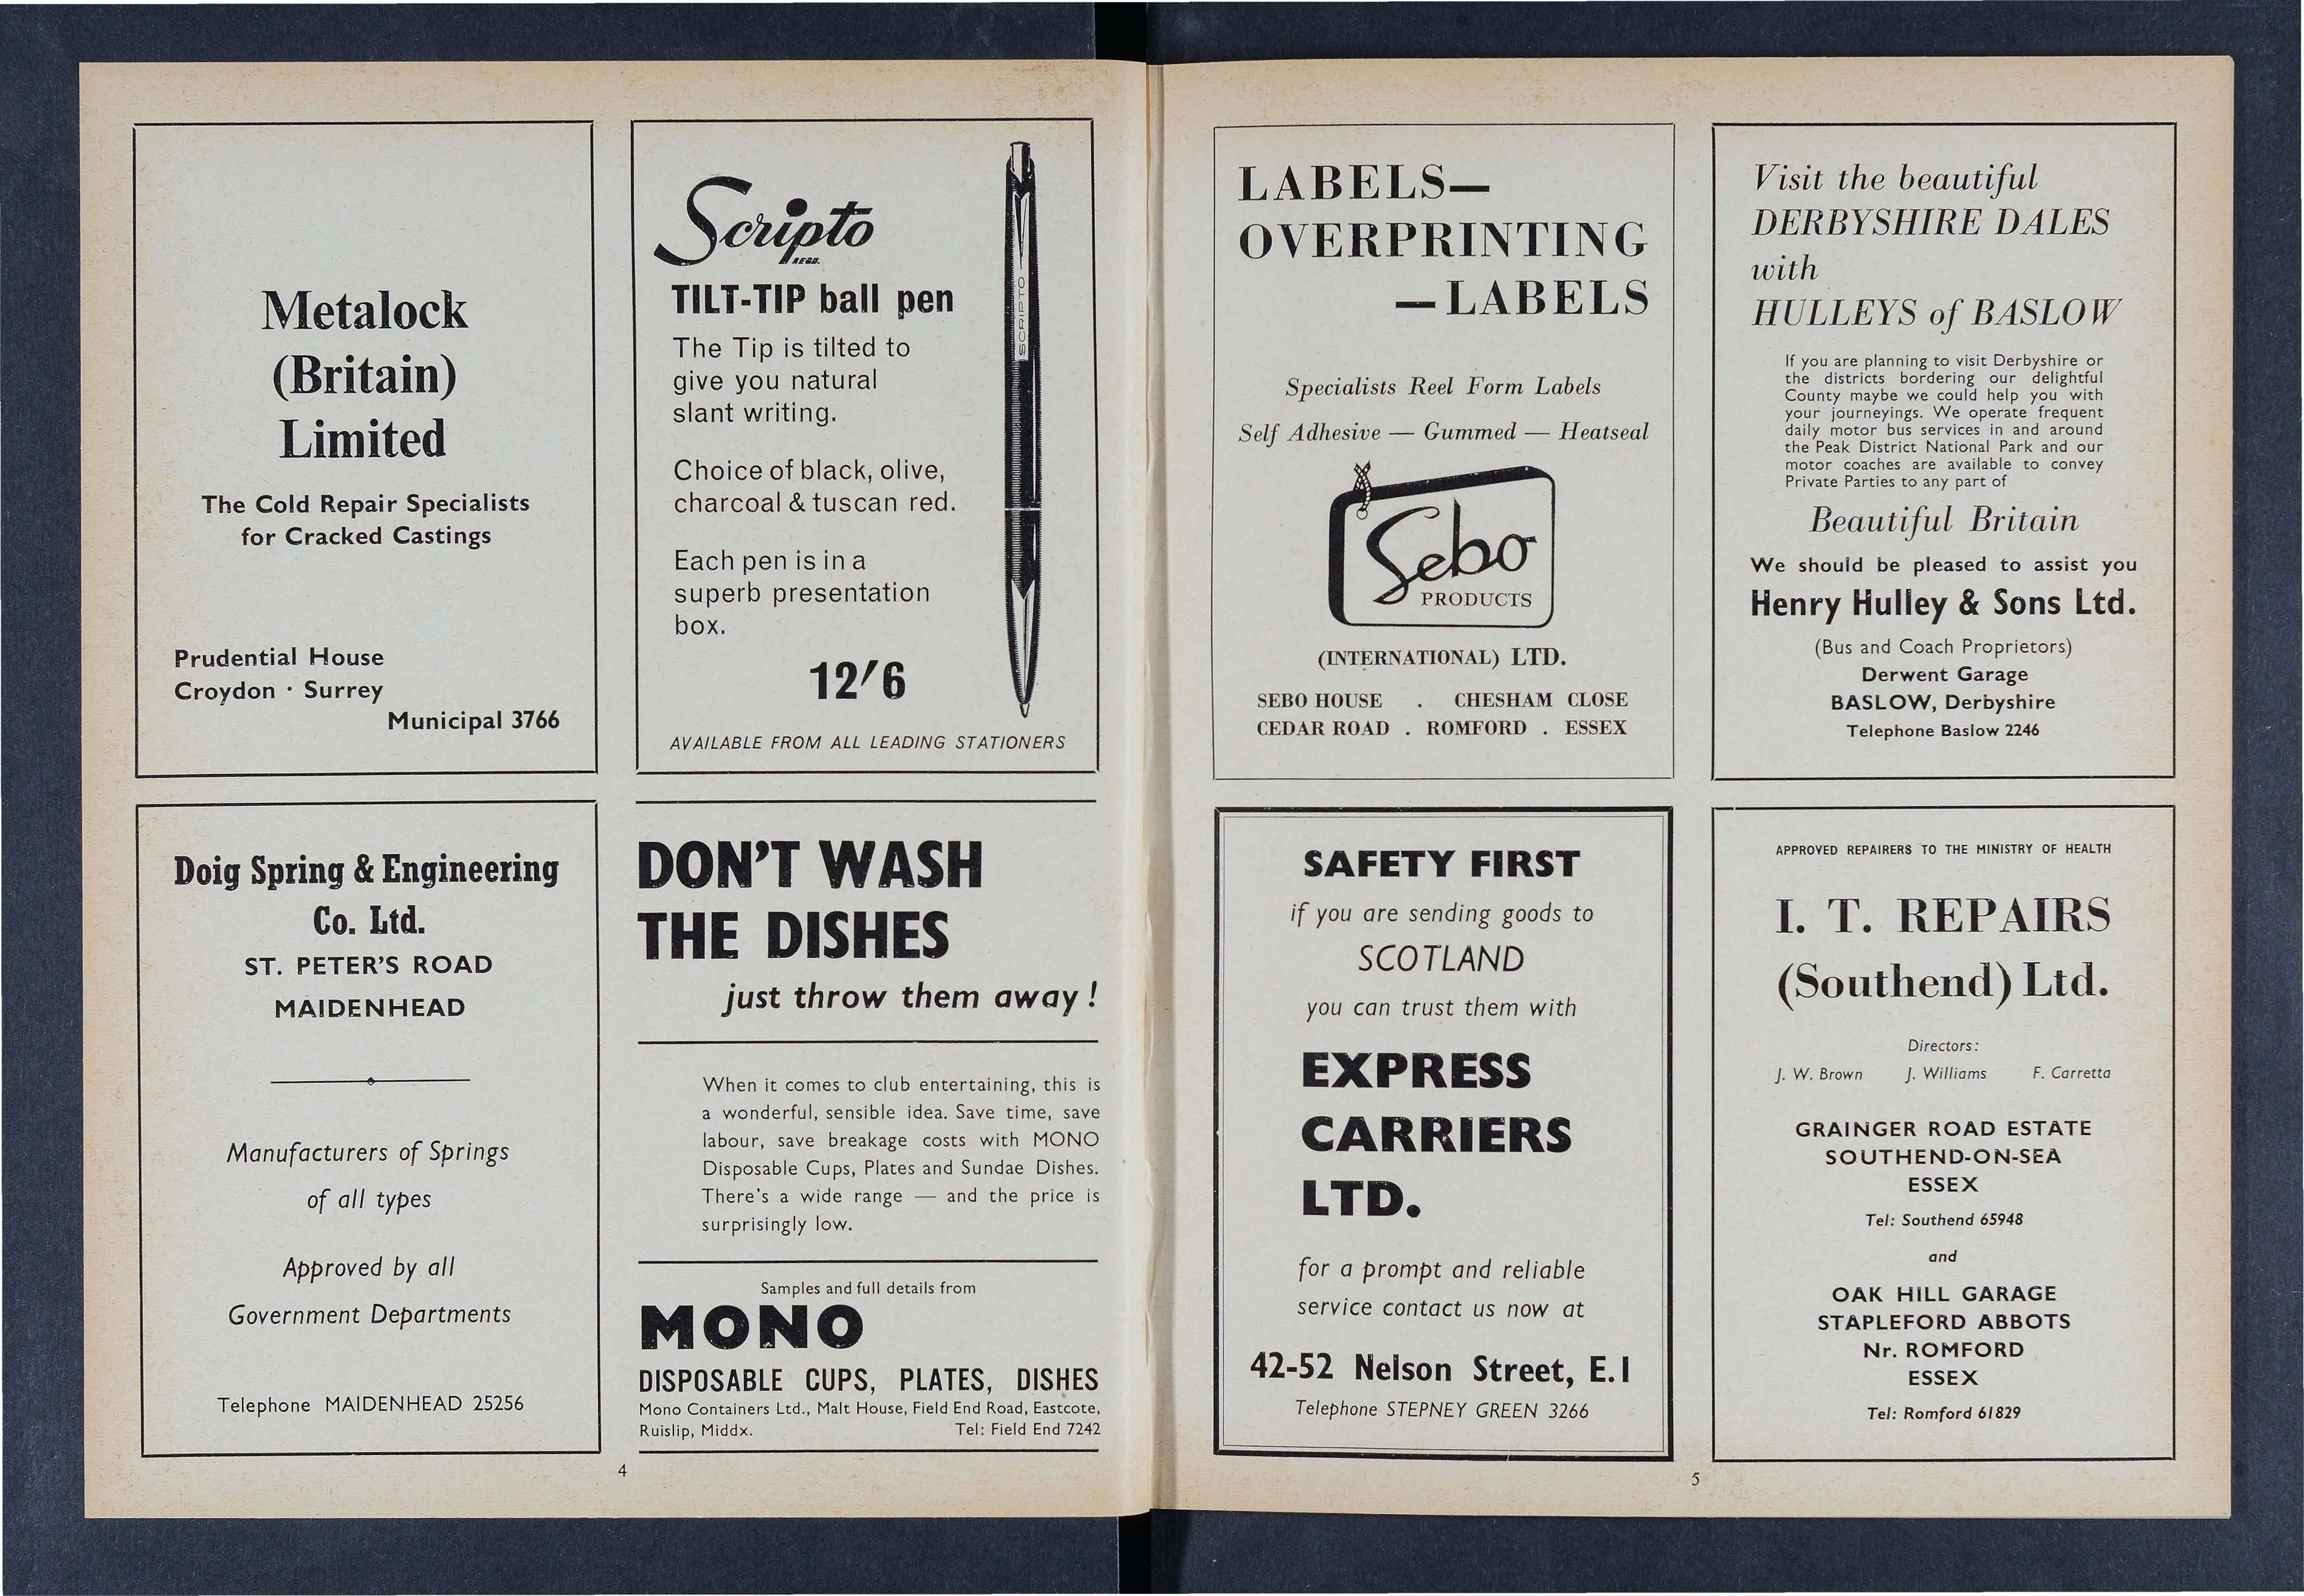 Metalock
(Britain)
Limited
The Cold Repair Specialists
for Cracked Castings
Prudential House
Croydon · Surrey
Municipal 3766
Scripto
REGD.
TILT-TIP ball pen
The Tip is tilted to
give you natural
slant writing.
Choice of black, olive,
charcoal & tuscan red.
Each pen is in a
superb presentation
box.
12/6
AVAILABLE FROM ALL LEADING STATIONERS
SCRIPTO
Doig Spring & Engineering
Co. Ltd.
ST. PETER'S ROAD
MAIDENHEAD
Manufacturers of Springs
of all types
Approved by all
Government Departments
Telephone MAIDENHEAD 25256
DON'T WASH
THE DISHES
just throw them away !
When it comes to club entertaining, this is
a wonderful, sensible idea. Save time, save
labour, save breakage costs with MONO
Disposable Cups, Plates and Sundae Dishes.
There's a wide range — and the price is
surprisingly low.
Samples and full details from
MONO
DISPOSABLE CUPS, PLATES, DISHES
Mono Containers Ltd., Malt House, Field End Road, Eastcote,
Ruislip, Middx. Tel: Field End 7242
4
LABELS—
OVERPRINTING
—LABELS
Specialists Reel Form Labels
Self Adhesive — Gummed — Heatseal
Sebo
PRODUCTS
(INTERNATIONAL) LTD.
SEBO HOUSE . CHESHAM CLOSE
CEDAR ROAD . ROMFORD . ESSEX
Visit the beautiful
DERBYSHIRE DALES
with
HULLEYS of BASLOW
If you are planning to visit Derbyshire or
the districts bordering our delightful
County maybe we could help you with
your journeyings. We operate frequent
daily motor bus services in and around
the Peak District National Park and our
motor coaches are available to convey
Private Parties to any part of
Beautiful Britain
We should be pleased to assist you
Henry Hulley & Sons Ltd.
(Bus and Coach Proprietors)
Derwent Garage
BASLOW, Derbyshire
Telephone Baslow 2246
SAFETY FIRST
if you are sending goods to
SCOTLAND
you can trust them with
EXPRESS
CARRIERS
LTD.
for a prompt and reliable
service contact us now at
42-52 Nelson Street, E.1
Telephone STEPNEY GREEN 3266
APPROVED REPAIRERS TO THE MINISTRY OF HEALTH
I. T. REPAIRS
(Southend) Ltd.
Directors:
J. W. Brown J. Williams F. Carretta
GRAINGER ROAD ESTATE
SOUTHEND-ON-SEA
ESSEX
Tel: Southend 65948
and
OAK HILL GARAGE
STAPLEFORD ABBOTS
Nr. ROMFORD
ESSEX
Tel: Romford 61829
5